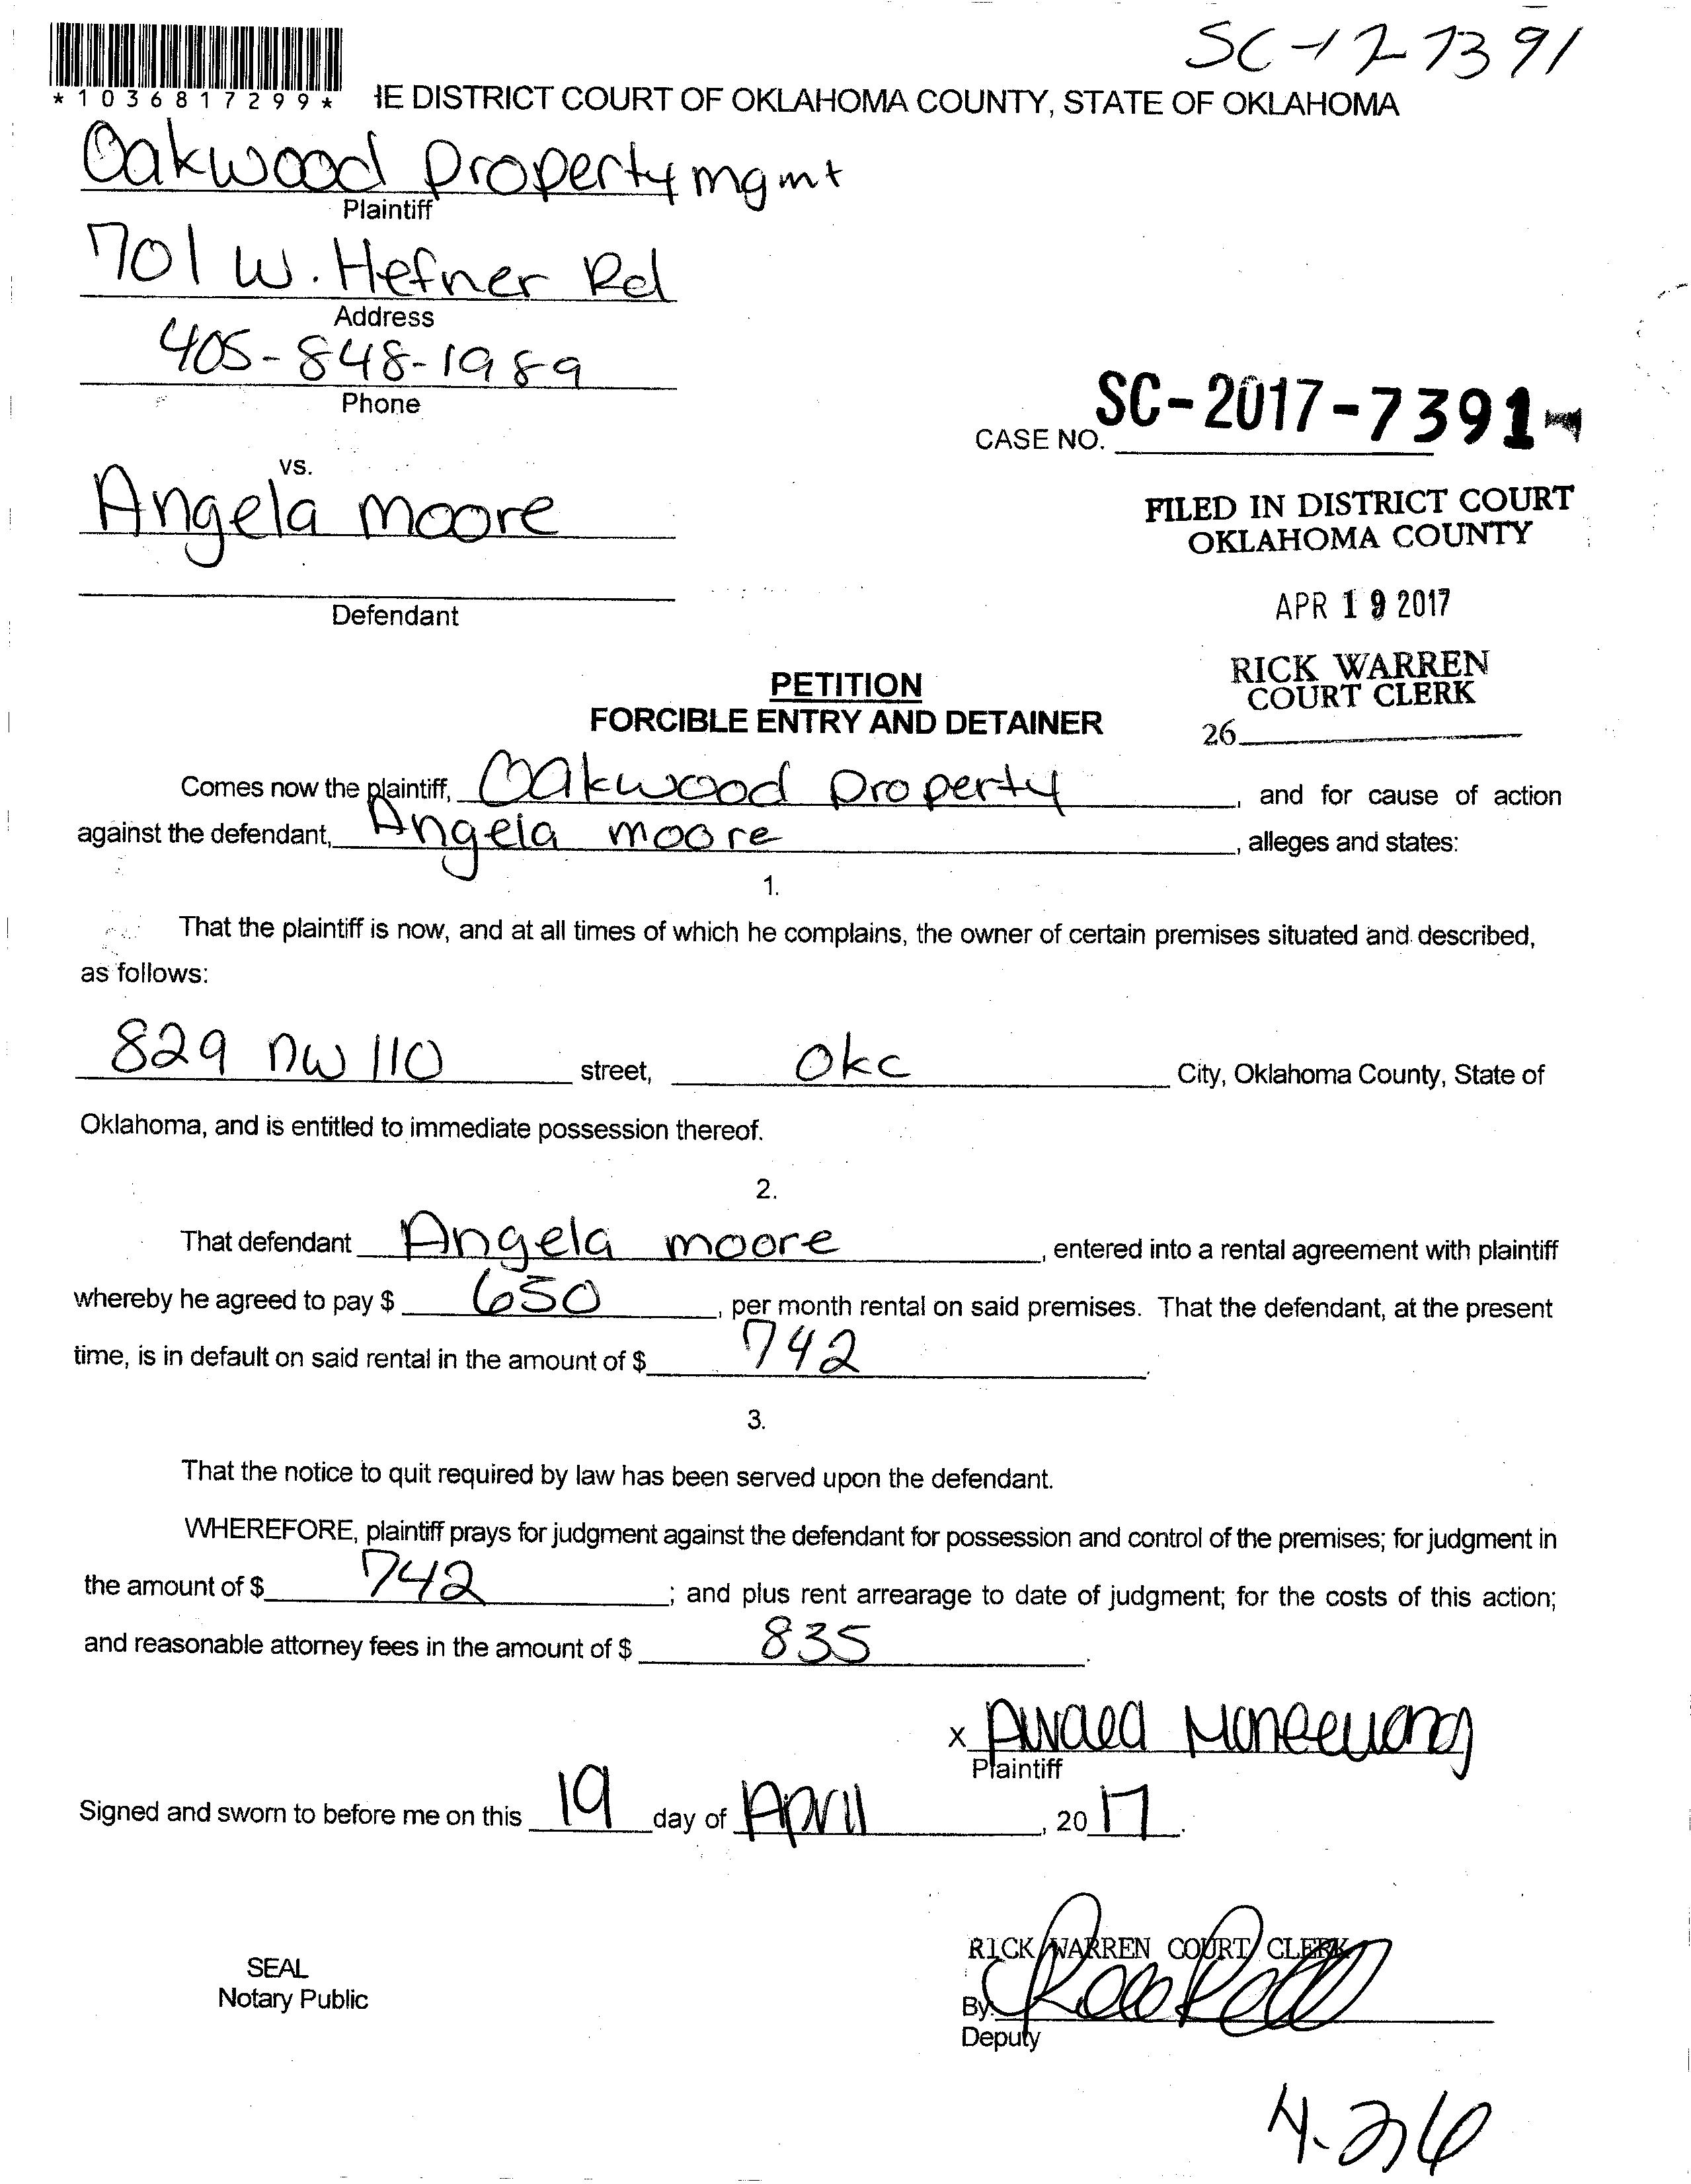 SC-17-7391
*1036817299*
HE DISTRICT COURT OF OKLAHOMA COUNTY, STATE OF OKLAHOMA
Oakwood Property mgmt
Plaintiff
701 W. Hefner Rd
Address
405-848-1989
Phone
SC-2017-7391
CASE NO.
vs.
Angela moore
FILED IN DISTRICT COURT
OKLAHOMA COUNTY
Defendant
APR 19 2017
RICK WARREN
COURT CLERK
26
PETITION
FORCIBLE ENTRY AND DETAINER
Comes now the plaintiff, Oakwood Property, and for cause of action
against the defendant, Angela moore, alleges and states:
1.
That the plaintiff is now, and at all times of which he complains, the owner of certain premises situated and described,
as follows:
829 nw 110 street, Okc City, Oklahoma County, State of
Oklahoma, and is entitled to immediate possession thereof.
2.
That defendant Angela moore, entered into a rental agreement with plaintiff
whereby he agreed to pay $ 650, per month rental on said premises. That the defendant, at the present
time, is in default on said rental in the amount of $ 742.
3.
That the notice to quit required by law has been served upon the defendant.
WHEREFORE, plaintiff prays for judgment against the defendant for possession and control of the premises; for judgment in
the amount of $ 742; and plus rent arrearage to date of judgment; for the costs of this action;
and reasonable attorney fees in the amount of $ 835.
X
Plaintiff
Signed and sworn to before me on this 19 day of April, 2017.
RICK WARREN COURT CLERK
SEAL
Notary Public
By:
Deputy
4-26